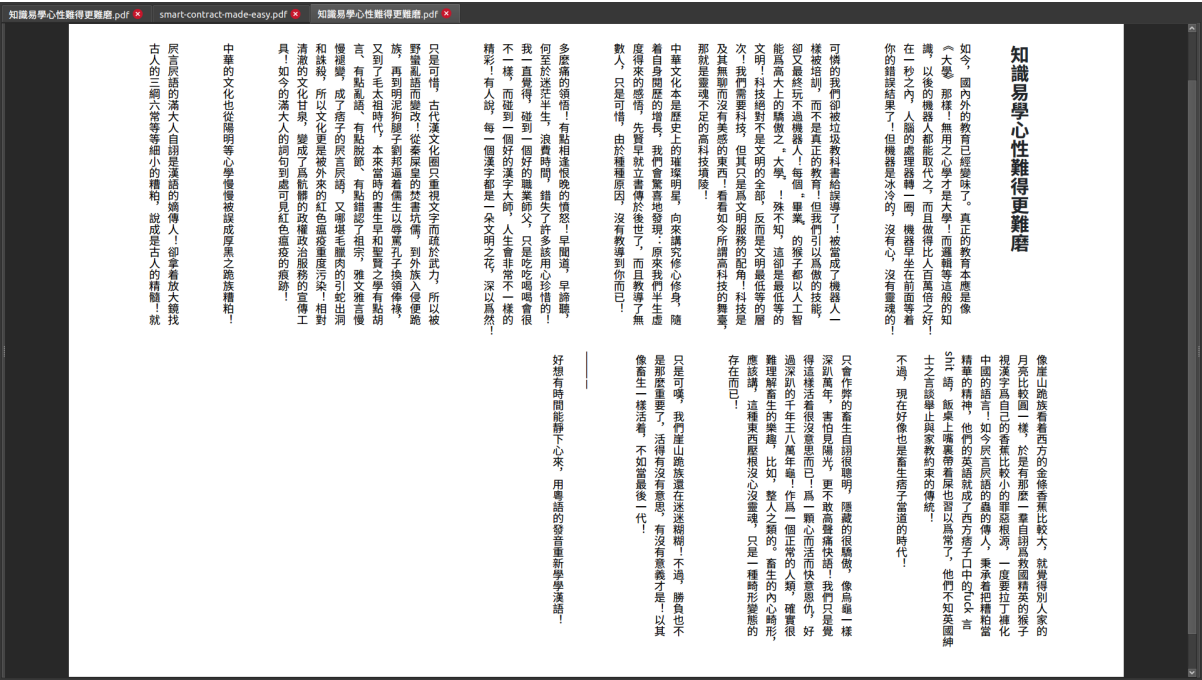 知識易學心性難得更難磨.pdf
smart-contract-made-easy.pdf
知識易學心性難得更難磨.pdf
知識易學心性難得更難磨
如今，國內外的教育已經變味了。真正的教育本應是像
《大學》那樣！無用之心學才是大學！而邏輯等這般的知
識，以後的機器人都能取代之，而且做得比人百萬倍之好！
在一秒之內，人腦的處理器轉一圈，機器早坐在前面等着
你的錯誤結果了！但機器是冰冷的，沒有心，沒有靈魂的！
可憐的我們卻被垃圾教科書給誤導了！被當成了機器人一
樣被培訓，而不是真正的教育！但我們引以爲傲的技能，
卻又最終玩不過機器人！每個“畢業”的猴子都以人工智
能爲高大上的驕傲之“大學”！殊不知，這卻是最低等的
文明！科技絕對不是文明的全部，反而是文明最低等的層
次！我們需要科技，但其只是爲文明服務的配角！科技是
及其無聊而沒有美感的東西！看看如今所謂高科技的舞臺，
那就是靈魂不足的高科技墳陵！
中華文化本是歷史上的璀璨明星，向來講究修心修身，隨
着自身閱歷的增長，我們會驚喜地發現：原來我們半生虛
度得來的感悟，先賢早就立書傳於後世了，而且教導了無
數人，只是可惜，由於種種原因，沒有教導到你而已！
多麼痛的領悟！有點相逢恨晚的憤怒！早聞道，早諦聽，
何至於迷茫半生，浪費時間，錯失了許多該用心珍惜的！
我一直覺得，碰到一個好的職業師父，只是吃吃喝喝會很
不一樣，而碰到一個好的漢字大師，人生會非常不一樣的
精彩！有人說，每一個漢字都是一朵文明之花，深以爲然！
只是可惜，古代漢文化圈只重視文字而疏於武力，所以被
野蠻亂語而變改！從秦屎皇的焚書坑儒，到外族入侵便跪
族，再到明泥狗腿子劉邦逼着儒生以辱罵孔子換領俸祿，
又到了毛太祖時代，本來當時的書生早和聖賢之學有點胡
言、有點亂語、有點脫節、有點錯認了祖宗，雅文雅言慢
慢褪變，成了痞子的屄言屄語，又哪堪毛臘肉的引蛇出洞
和誅殺，所以文化更是被外來的紅色瘟疫重度污染！相對
清澈的文化甘泉，變成了爲骯髒的政權政治服務的宣傳工
具！如今的滿大人的詞句到處可見紅色瘟疫的痕跡！
中華的文化也從陽明等心學慢慢被誤成厚黑之跪族糟粕！
屄言屄語的滿大人自詡是漢語的嫡傳人！卻拿着放大鏡找
古人的三綱六常等等細小的糟粕，說成是古人的精髓！就
像崖山跪族看着西方的金條香蕉比較大，就覺得別人家的
月亮比較圓一樣，於是有那麼一羣自詡爲救國精英的猴子
視漢字爲自己的香蕉比較小的罪惡根源，一度要拉丁褲化
中國的語言！如今屄言屄語的蟲的傳人，秉承着把糟粕當
精華的精神，他們的英語就成了西方痞子口中的fuck 言
shit 語，飯桌上嘴裏帶着屎也習以爲常了，他們不知英國紳
士之言談舉止與家教約束的傳統！
不過，現在好像也是畜生痞子當道的時代！
只會作弊的畜生自詡很聰明，隱藏的很驕傲，像烏龜一樣
深趴萬年，害怕見陽光，更不敢高聲痛快語！我們只是覺
得這樣活着很沒意思而已！爲一顆心而活而快意恩仇，好
過深趴的千年王八萬年龜！作爲一個正常的人類，確實很
難理解畜生的樂趣，比如，整人之類的。畜生的內心畸形，
應該講，這種東西壓根沒心沒靈魂，只是一種畸形變態的
存在而已！
只是可嘆，我們崖山跪族還在迷迷糊糊！不過，勝負也不
是那麼重要了，活得有沒有意思，有沒有意義才是！以其
像畜生一樣活着，不如當最後一代！
———
好想有時間能靜下心來，用粵語的發音重新學學漢語！